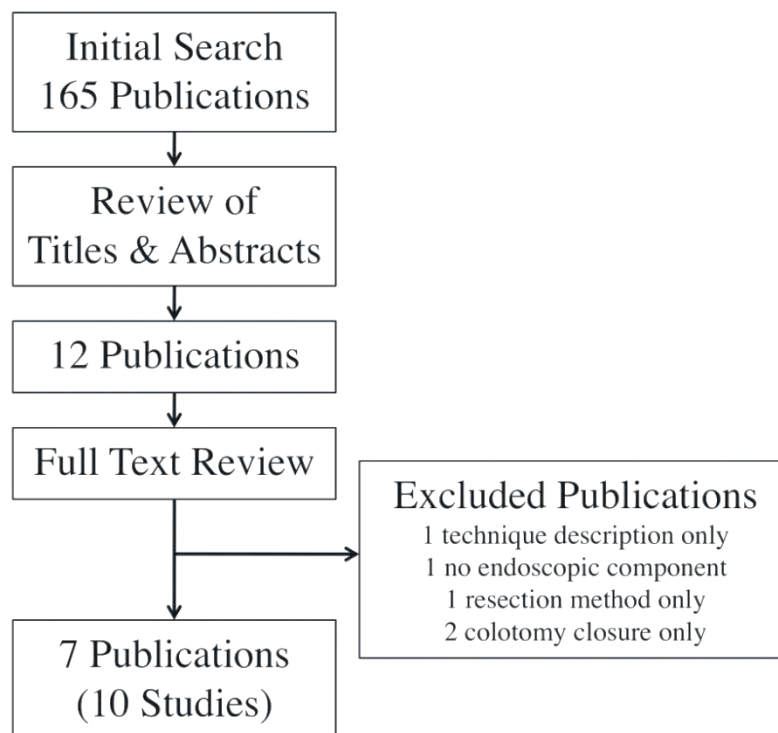 Initial Search
165 Publications
Review of
Titles & Abstracts
12 Publications
Full Text Review
Excluded Publications
1 technique description only
1 no endoscopic component
1 resection method only
2 colotomy closure only
7 Publications
(10 Studies)